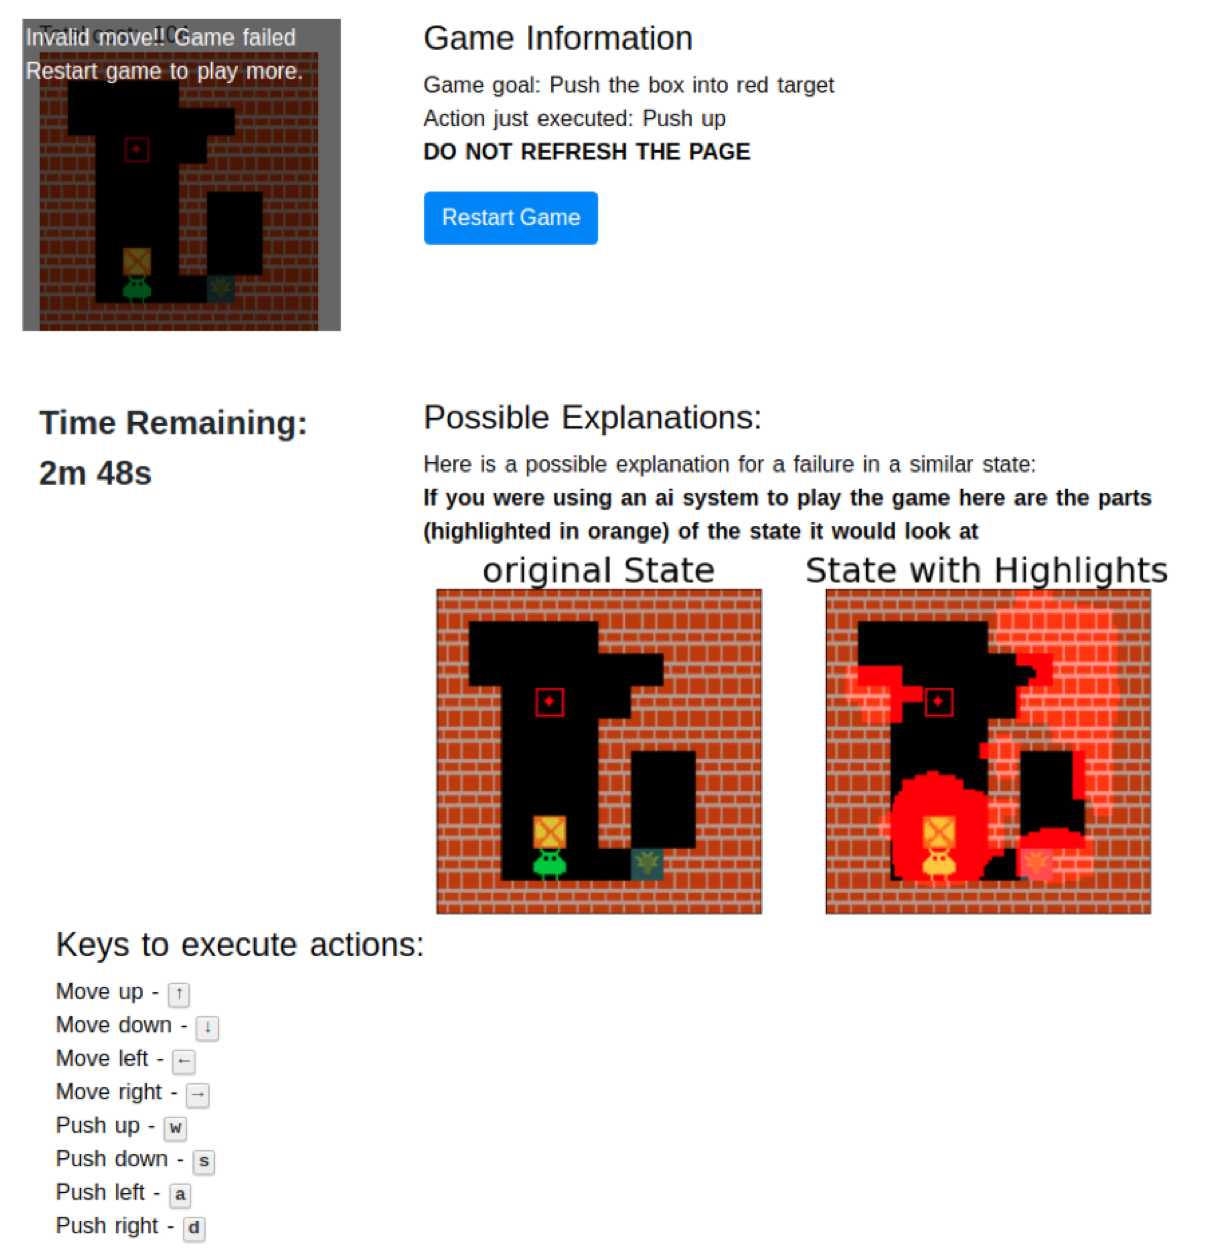 Invalid move!! Game failed
Restart game to play more.
Game Information
Game goal: Push the box into red target
Action just executed: Push up
DO NOT REFRESH THE PAGE
Restart Game
Time Remaining:
2m 48s
Possible Explanations:
Here is a possible explanation for a failure in a similar state:
If you were using an ai system to play the game here are the parts
(highlighted in orange) of the state it would look at
original State
State with Highlights
Keys to execute actions:
Move up - ↑
Move down - ↓
Move left - ←
Move right - →
Push up - w
Push down - s
Push left - a
Push right - d